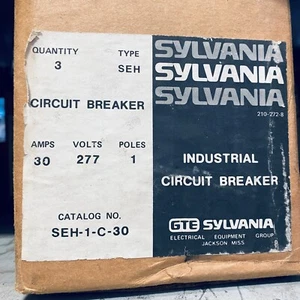 QUANTITY TYPE
3 SEH
CIRCUIT BREAKER
AMPS VOLTS POLES
30 277 1
CATALOG NO.
SEH-1-C-30
SYLVANIA
SYLVANIA
SYLVANIA
210-272-8
INDUSTRIAL
CIRCUIT BREAKER
GTE SYLVANIA
ELECTRICAL EQUIPMENT GROUP
JACKSON MISS